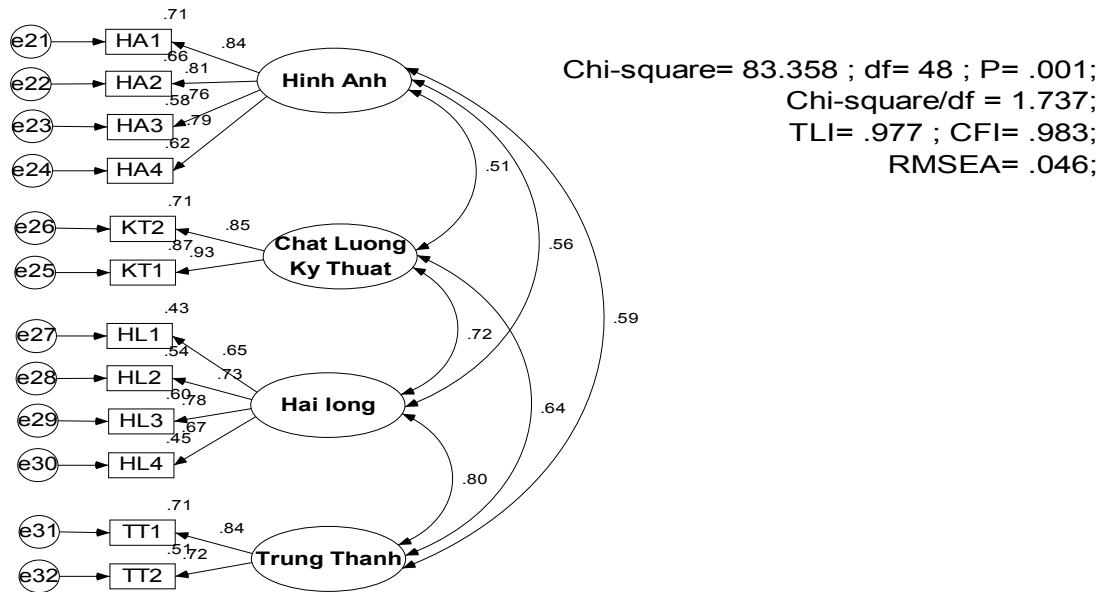 .71
e21 HA1 .84
.66
e22 HA2 .81
.76
.58
e23 HA3 .79
.62
e24 HA4
Hinh Anh
.71
e26 KT2 .85
.87 .93
e25 KT1
Chat Luong
Ky Thuat
.43
e27 HL1 .65
.54
e28 HL2 .73
.60 .78
e29 HL3 .67
.45
e30 HL4
Hai long
.71
e31 TT1 .84
.51 .72
e32 TT2
Trung Thanh
.51
.56
.59
.72
.64
.80
Chi-square= 83.358 ; df= 48 ; P= .001;
Chi-square/df = 1.737;
TLI= .977 ; CFI= .983;
RMSEA= .046;